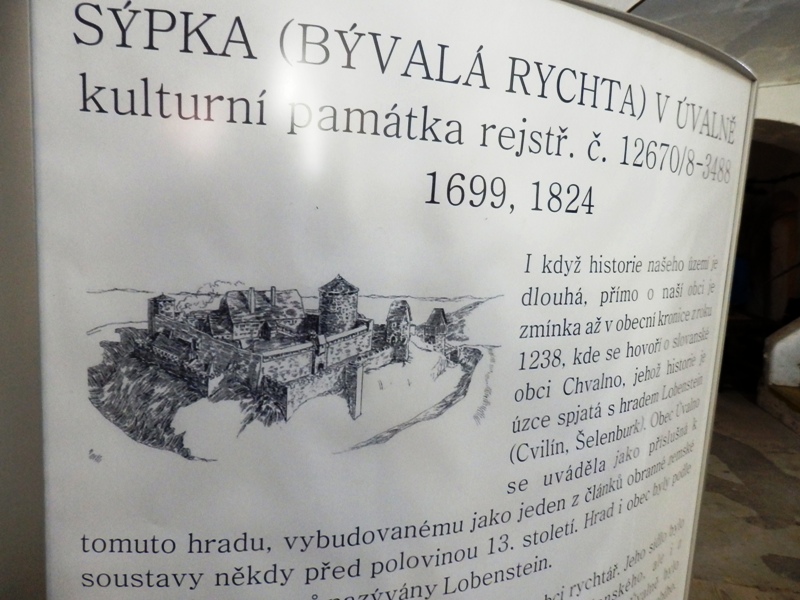 SÝPKA (BÝVALÁ RYCHTA) V ÚVALNĚ
kulturní památka rejstř. č. 12670/8-3488
1699, 1824
I když historie našeho území je
dlouhá, přímo o naší obci je
zmínka až v obecní kronice z roku
1238, kde se hovoří o slovanské
obci Chvalno, jehož historie je
úzce spjatá s hradem Lobenstein
(Cvilín, Šelenburk). Obec Úvalno
se uváděla jako příslušná k
tomuto hradu, vybudovanému jako jeden z článků obranné zemské
soustavy někdy před polovinou 13. století. Hrad i obec byly podle
nazývány Lobenstein.
rychtář. Jeho sídlo bylo